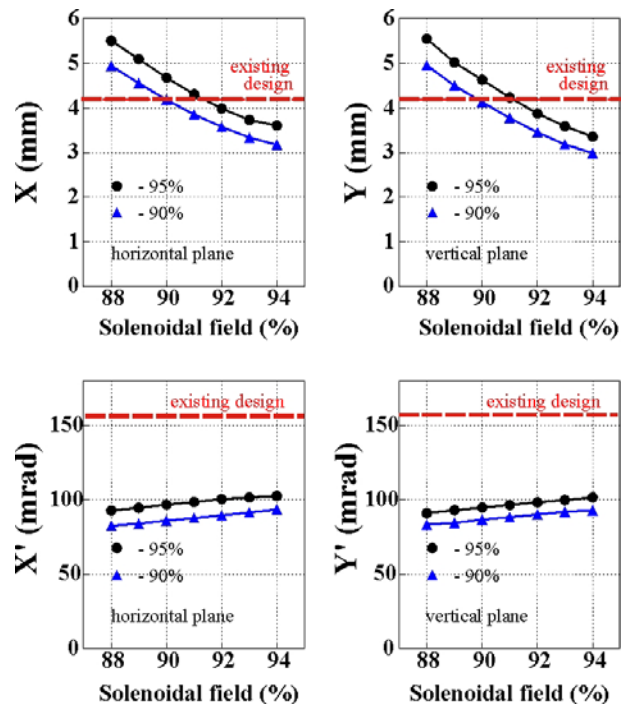 6
5
4
3
2
1
0
X (mm)
existing
design
- 95%
- 90%
horizontal plane
88 90 92 94
Solenoidal field (%)
6
5
4
3
2
1
0
Y (mm)
existing
design
- 95%
- 90%
vertical plane
88 90 92 94
Solenoidal field (%)
150
100
50
0
X' (mrad)
existing design
- 95%
- 90%
horizontal plane
88 90 92 94
Solenoidal field (%)
150
100
50
0
Y' (mrad)
existing design
- 95%
- 90%
vertical plane
88 90 92 94
Solenoidal field (%)